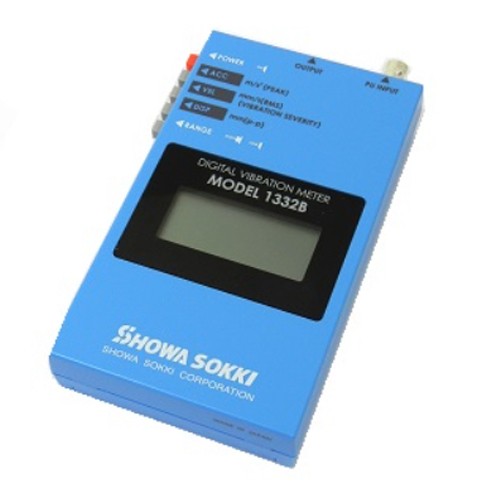 POWER
OUTPUT
PU INPUT
ACC m/s² (PEAK)
VEL mm/s(RMS)
(VIBRATION SEVERITY)
DISP mm(p-p)
RANGE
DIGITAL VIBRATION METER
MODEL 1332B
SHOWA SOKKI
SHOWA SOKKI CORPORATION